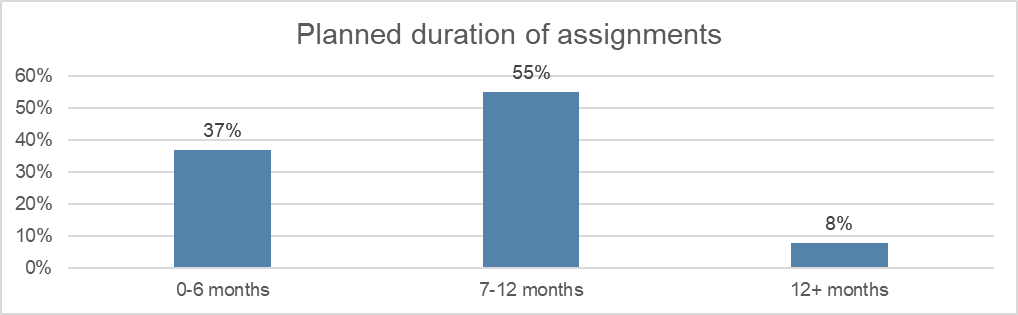 Planned duration of assignments
60%
50%
40%
30%
20%
10%
0%
37%
55%
8%
0-6 months
7-12 months
12+ months